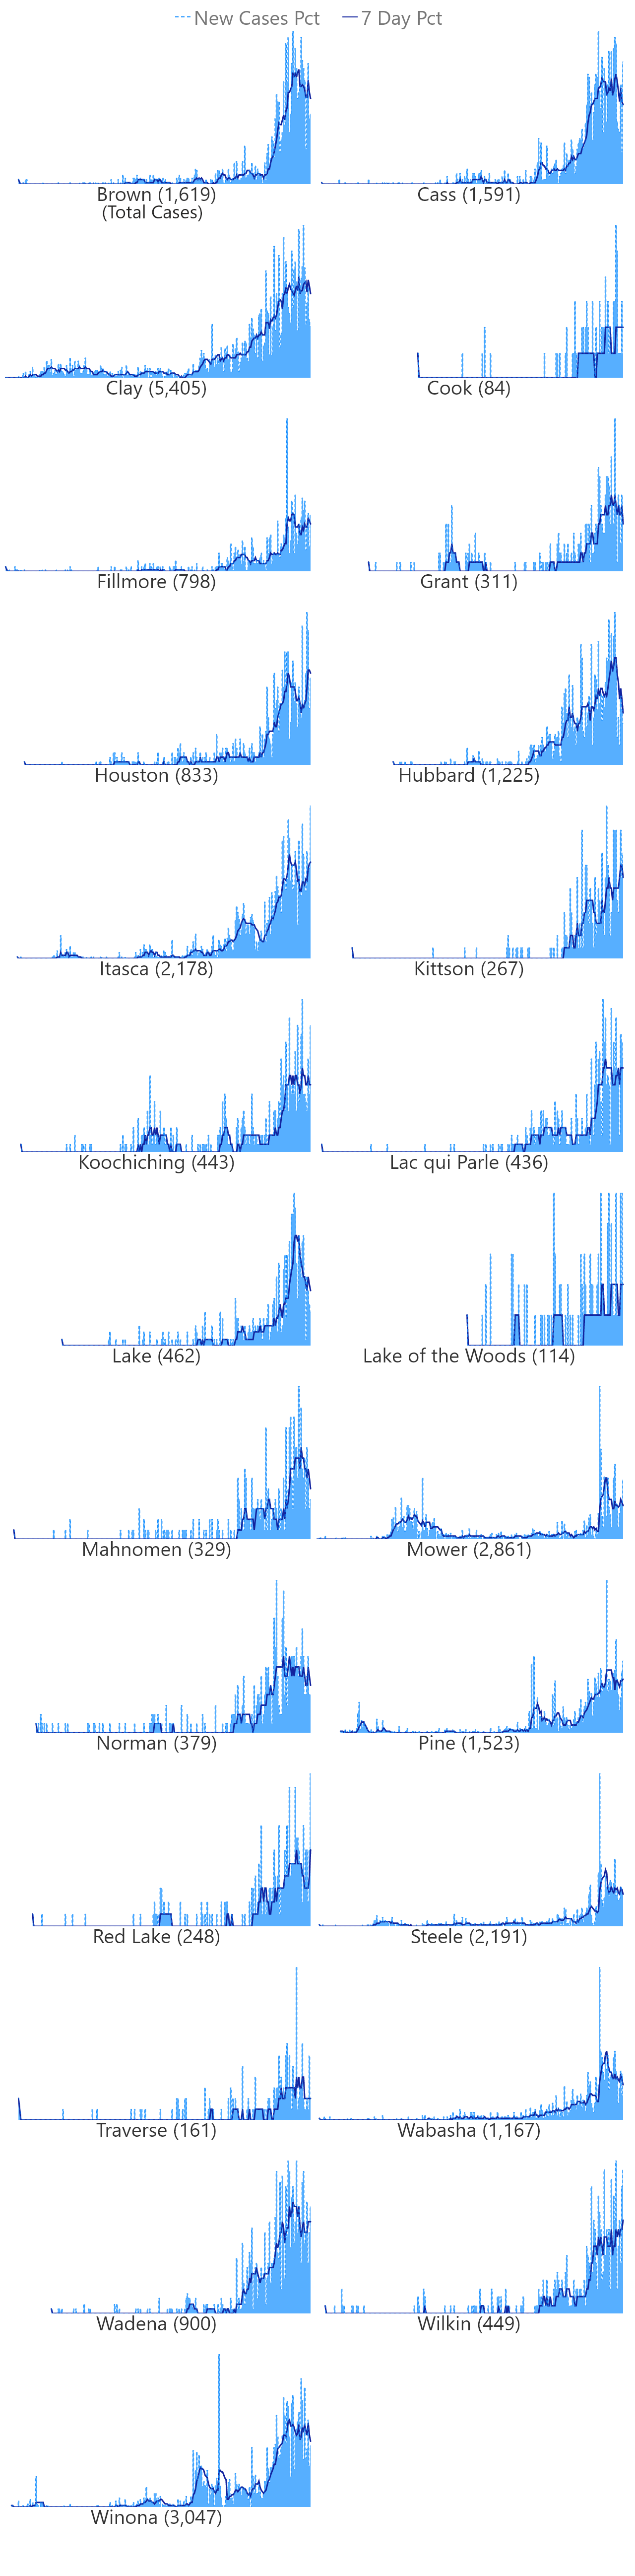 New Cases Pct 7 Day Pct
Brown (1,619)
(Total Cases)
Cass (1,591)
Clay (5,405)
Cook (84)
Fillmore (798)
Grant (311)
Houston (833)
Hubbard (1,225)
Itasca (2,178)
Kittson (267)
Koochiching (443)
Lac qui Parle (436)
Lake (462)
Lake of the Woods (114)
Mahnomen (329)
Mower (2,861)
Norman (379)
Pine (1,523)
Red Lake (248)
Steele (2,191)
Traverse (161)
Wabasha (1,167)
Wadena (900)
Wilkin (449)
Winona (3,047)